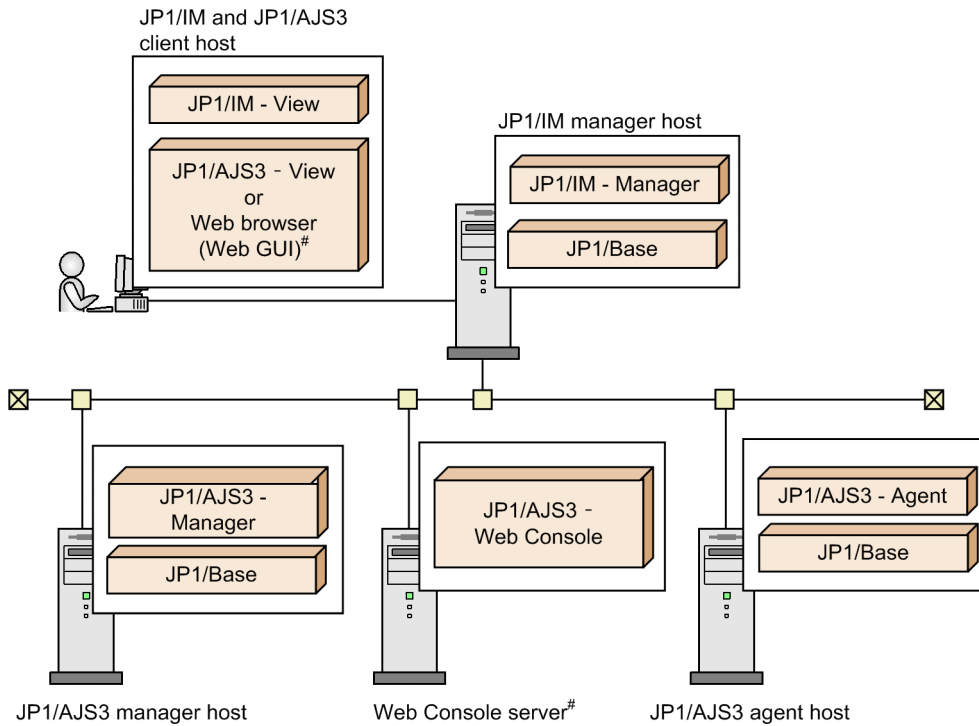 JP1/IM and JP1/AJS3
client host
JP1/IM - View
JP1/AJS3 - View
or
Web browser
(Web GUI)#
JP1/IM manager host
JP1/IM - Manager
JP1/Base
JP1/AJS3 -
Manager
JP1/Base
JP1/AJS3 -
Web Console
JP1/AJS3 - Agent
JP1/Base
JP1/AJS3 manager host
Web Console server#
JP1/AJS3 agent host